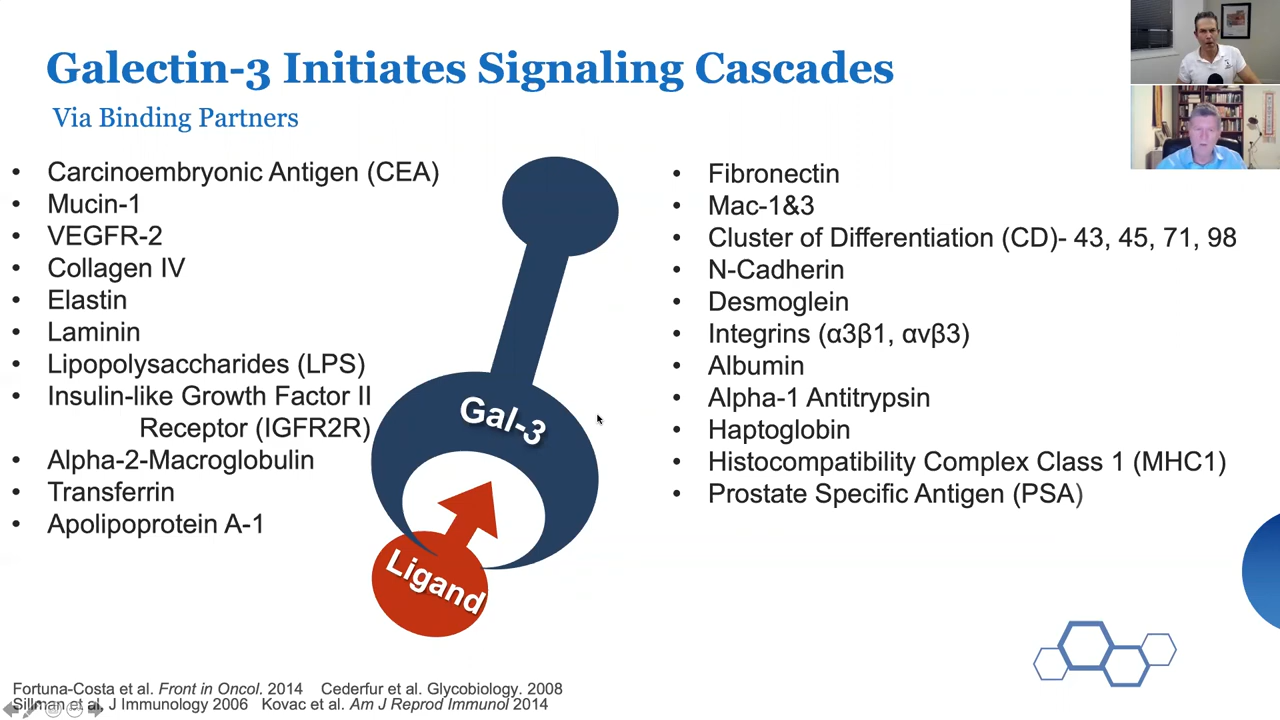 Galectin-3 Initiates Signaling Cascades
Via Binding Partners
• Carcinoembryonic Antigen (CEA)
• Mucin-1
• VEGFR-2
• Collagen IV
• Elastin
• Laminin
• Lipopolysaccharides (LPS)
• Insulin-like Growth Factor II
Receptor (IGFR2R)
• Alpha-2-Macroglobulin
• Transferrin
• Apolipoprotein A-1
Gal-3
Ligand
• Fibronectin
• Mac-1&3
• Cluster of Differentiation (CD)- 43, 45, 71, 98
• N-Cadherin
• Desmoglein
• Integrins (α3β1, αvβ3)
• Albumin
• Alpha-1 Antitrypsin
• Haptoglobin
• Histocompatibility Complex Class 1 (MHC1)
• Prostate Specific Antigen (PSA)
Fortuna-Costa et al. Front in Oncol. 2014 Cederfur et al. Glycobiology. 2008
Sillman et al. J Immunology 2006 Kovac et al. Am J Reprod Immunol 2014